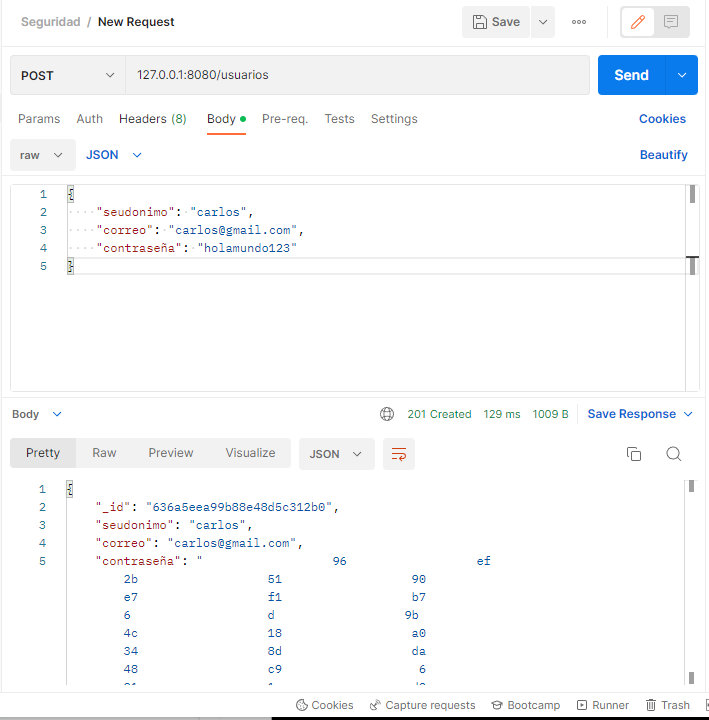 Seguridad / New Request
Save
POST 127.0.0.1:8080/usuarios Send
Params Auth Headers (8) Body Pre-req. Tests Settings Cookies
raw JSON Beautify
1 {
2 "seudonimo": "carlos",
3 "correo": "carlos@gmail.com",
4 "contraseña": "holamundo123"
5 }
Body 201 Created 129 ms 1009 B Save Response
Pretty Raw Preview Visualize JSON
1 {
2 "_id": "636a5eea99b88e48d5c312b0",
3 "seudonimo": "carlos",
4 "correo": "carlos@gmail.com",
5 "contraseña": " 96 ef
2b 51 90
e7 f1 b7
6 d 9b
4c 18 a0
34 8d da
48 c9 6
Cookies Capture requests Bootcamp Runner Trash